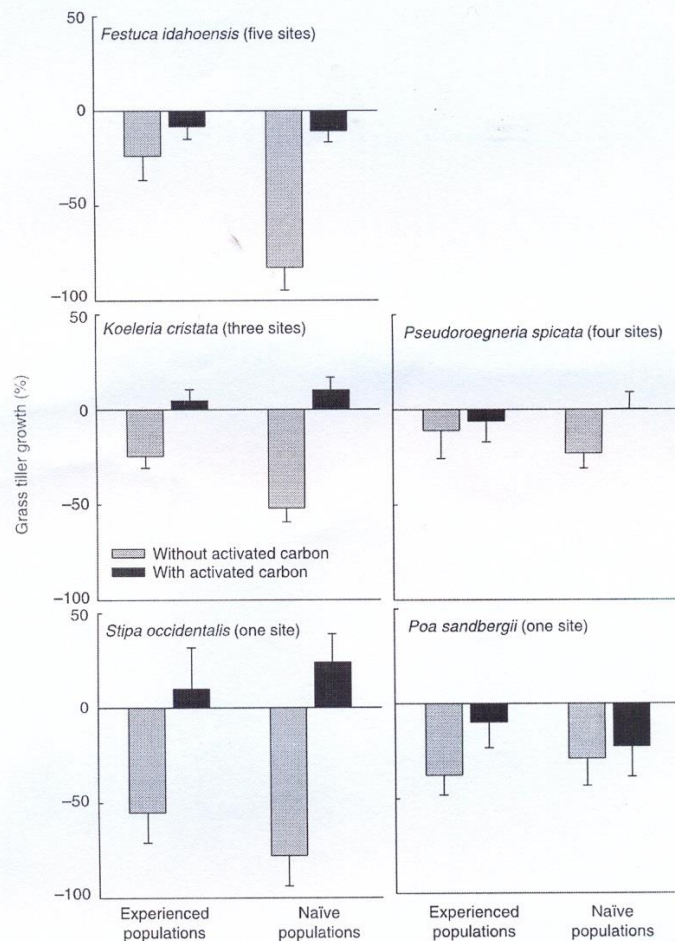 50
Festuca idahoensis (five sites)
0
−50
−100
50
Koeleria cristata (three sites)
0
−50
Without activated carbon
With activated carbon
−100
Pseudoroegneria spicata (four sites)
Grass tiller growth (%)
50
Stipa occidentalis (one site)
0
−50
−100
Poa sandbergii (one site)
Experienced
populations
Naïve
populations
Experienced
populations
Naïve
populations